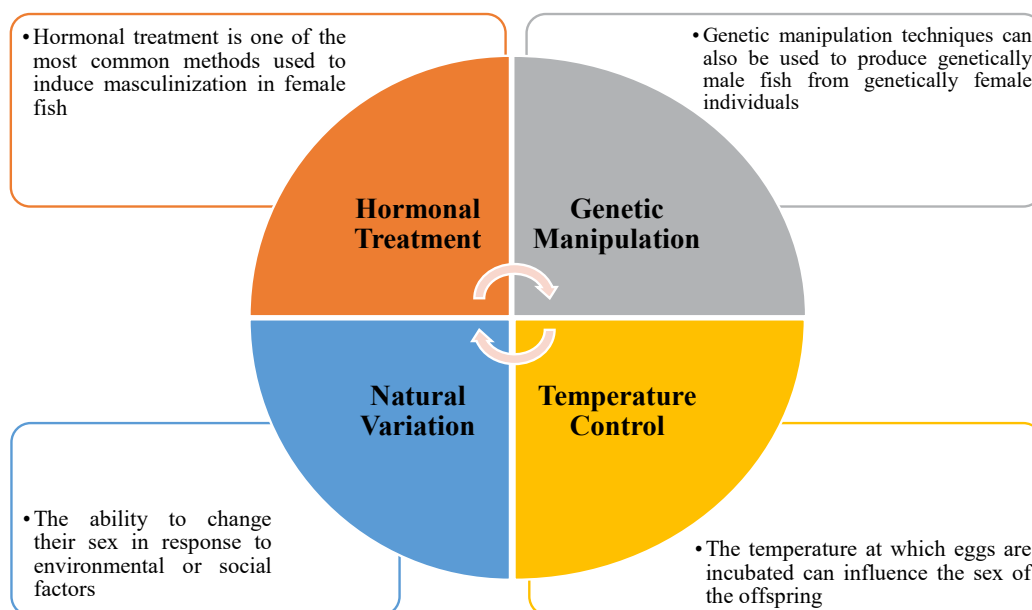 •Hormonal treatment is one of the
most common methods used to
induce masculinization in female
fish
•Genetic manipulation techniques can
also be used to produce genetically
male fish from genetically female
individuals
Hormonal
Treatment
Genetic
Manipulation
Natural
Variation
Temperature
Control
•The ability to change
their sex in response to
environmental or social
factors
•The temperature at which eggs are
incubated can influence the sex of
the offspring